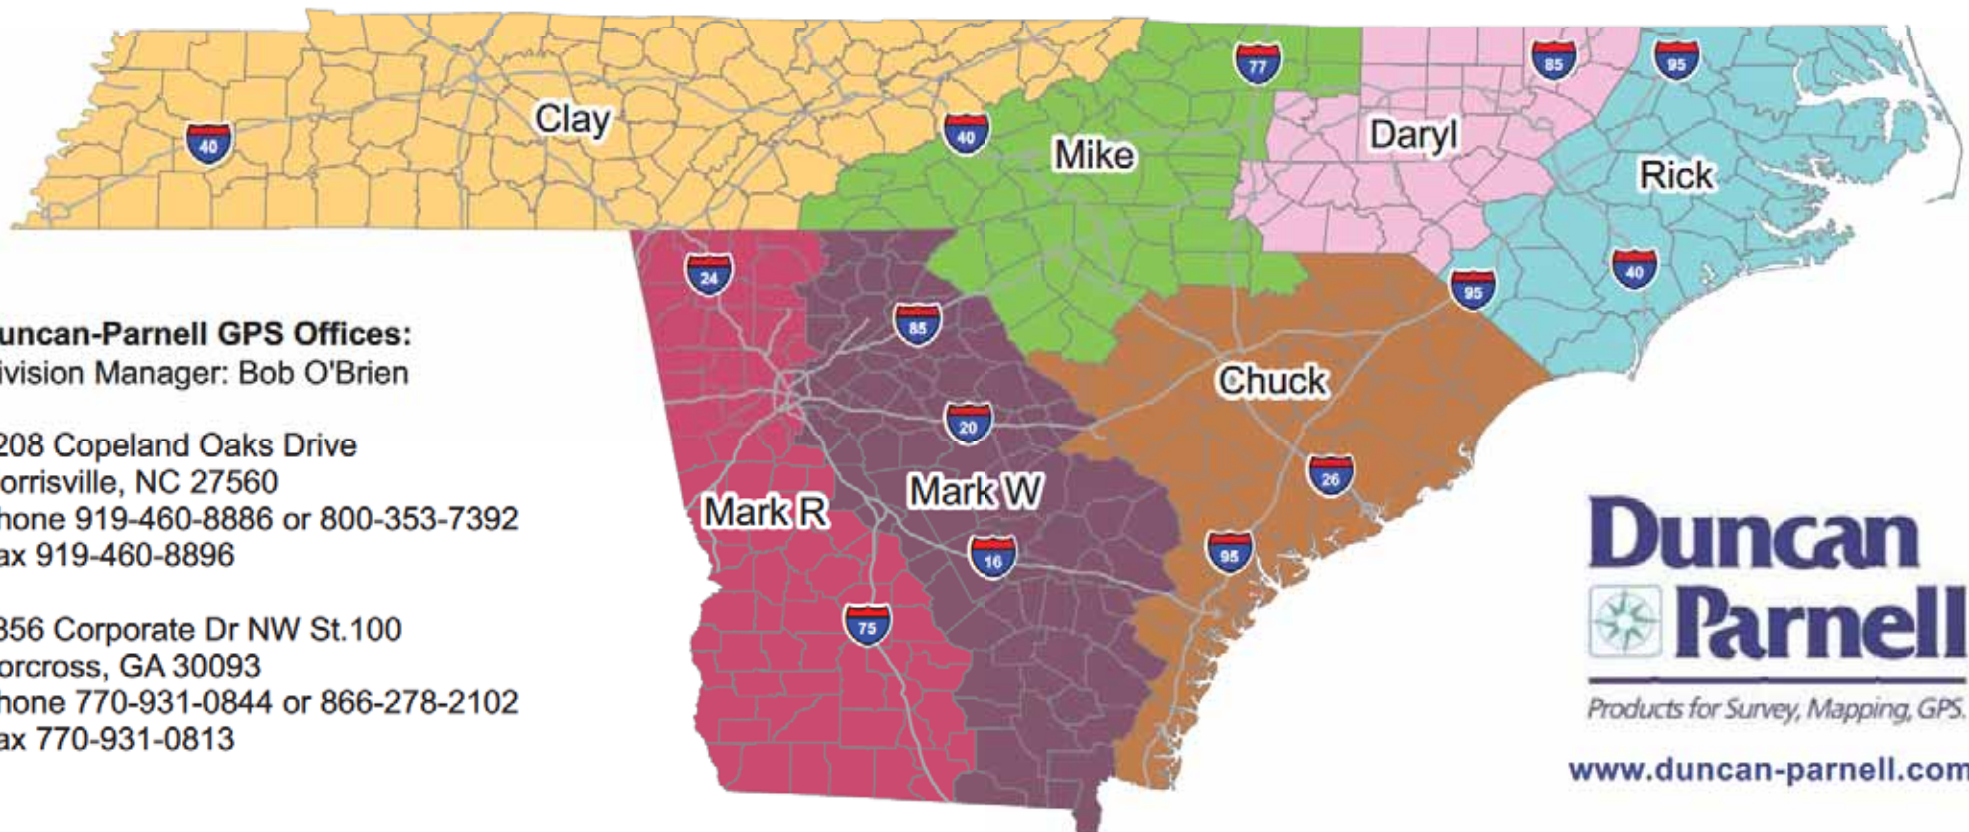 77
85
95
Clay
40
40
Mike
Daryl
Rick
24
85
95
40
uncan-Parnell GPS Offices:
ivision Manager: Bob O'Brien
Chuck
20
208 Copeland Oaks Drive
orrisville, NC 27560
hone 919-460-8886 or 800-353-7392
ax 919-460-8896
26
Mark R
Mark W
16
95
356 Corporate Dr NW St.100
orcross, GA 30093
hone 770-931-0844 or 866-278-2102
ax 770-931-0813
75
Duncan
Parnell
Products for Survey, Mapping, GPS.
www.duncan-parnell.com